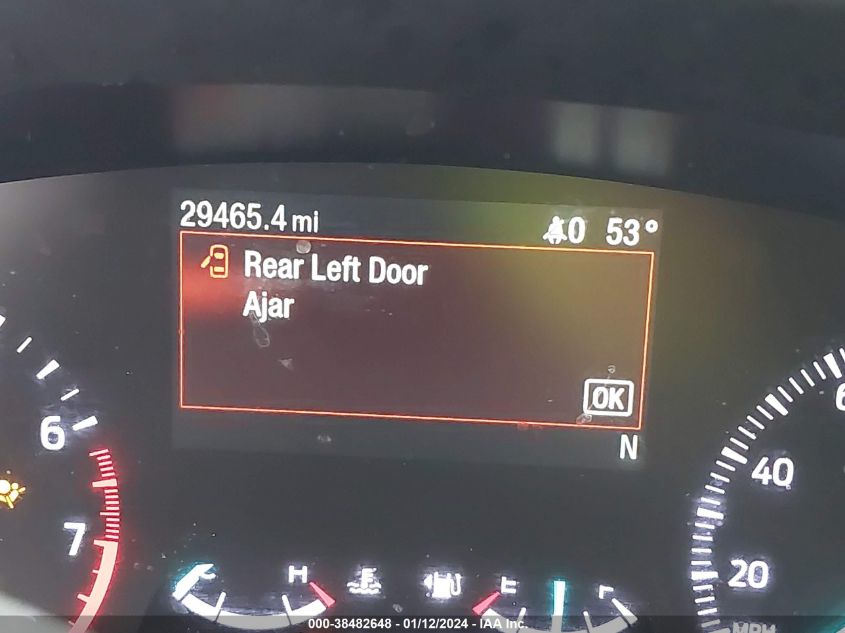 29465.4 mi
0 53°
Rear Left Door
Ajar
OK
N
6
7
40
20
MPH
C H
E F
000-38482648 - 01/12/2024 - IAA Inc.